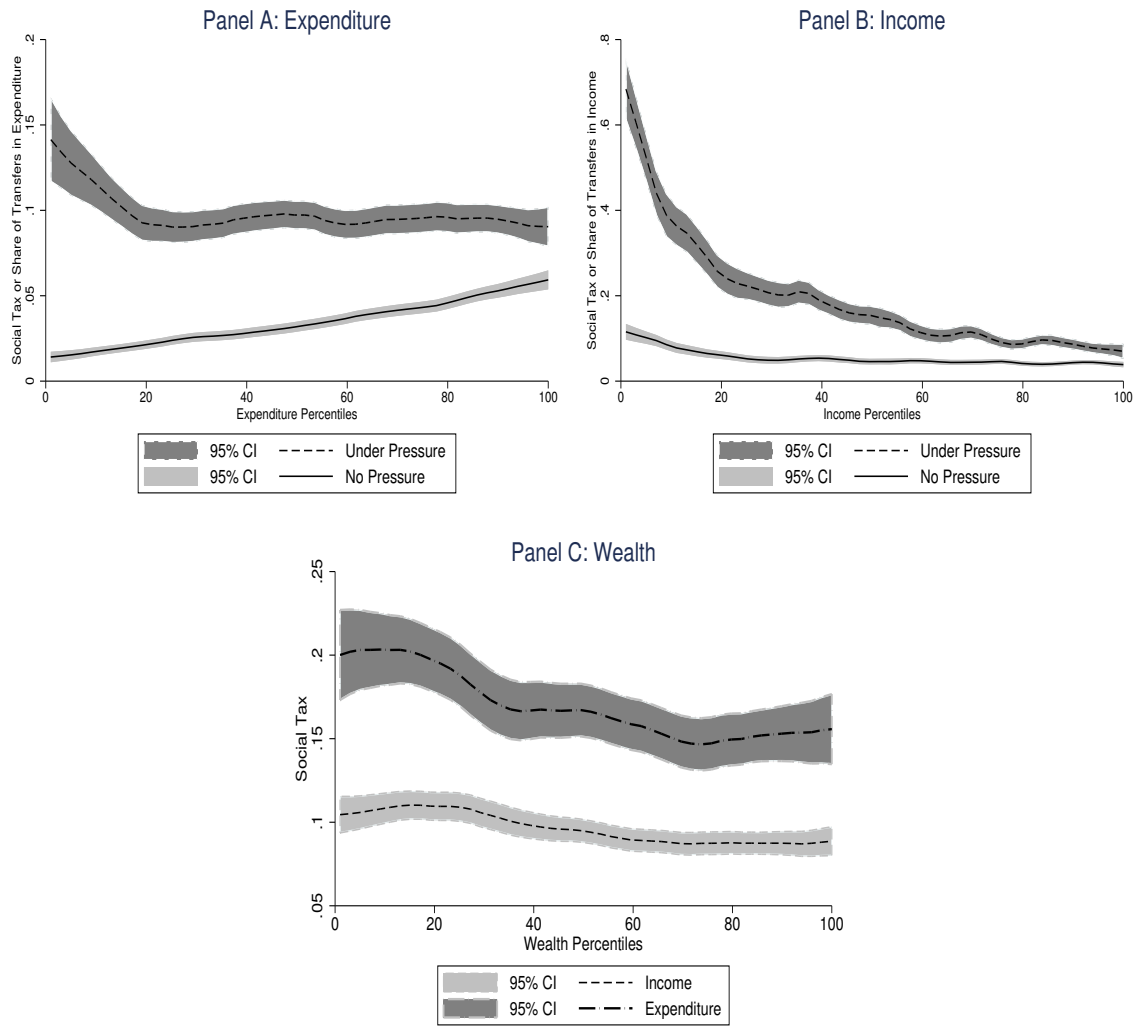 Panel A: Expenditure
Social Tax or Share of Transfers in Expenditure
0 .05 .1 .15 .2
0 20 40 60 80 100
Expenditure Percentiles
95% CI Under Pressure
95% CI No Pressure
Panel B: Income
Social Tax or Share of Transfers in Income
0 .2 .4 .6 .8
0 20 40 60 80 100
Income Percentiles
95% CI Under Pressure
95% CI No Pressure
Panel C: Wealth
Social Tax
.05 .1 .15 .2 .25
0 20 40 60 80 100
Wealth Percentiles
95% CI Income
95% CI Expenditure